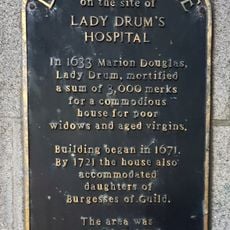 on the site of
LADY DRUM'S
HOSPITAL
In 1633 Marion Douglas,
Lady Drum, mortified
a sum of 3,000 merks
for a commodious
house for poor
widows and aged virgins.
Building began in 1671.
By 1721 the house also
accommodated
daughters of
Burgesses of Guild.
The area was